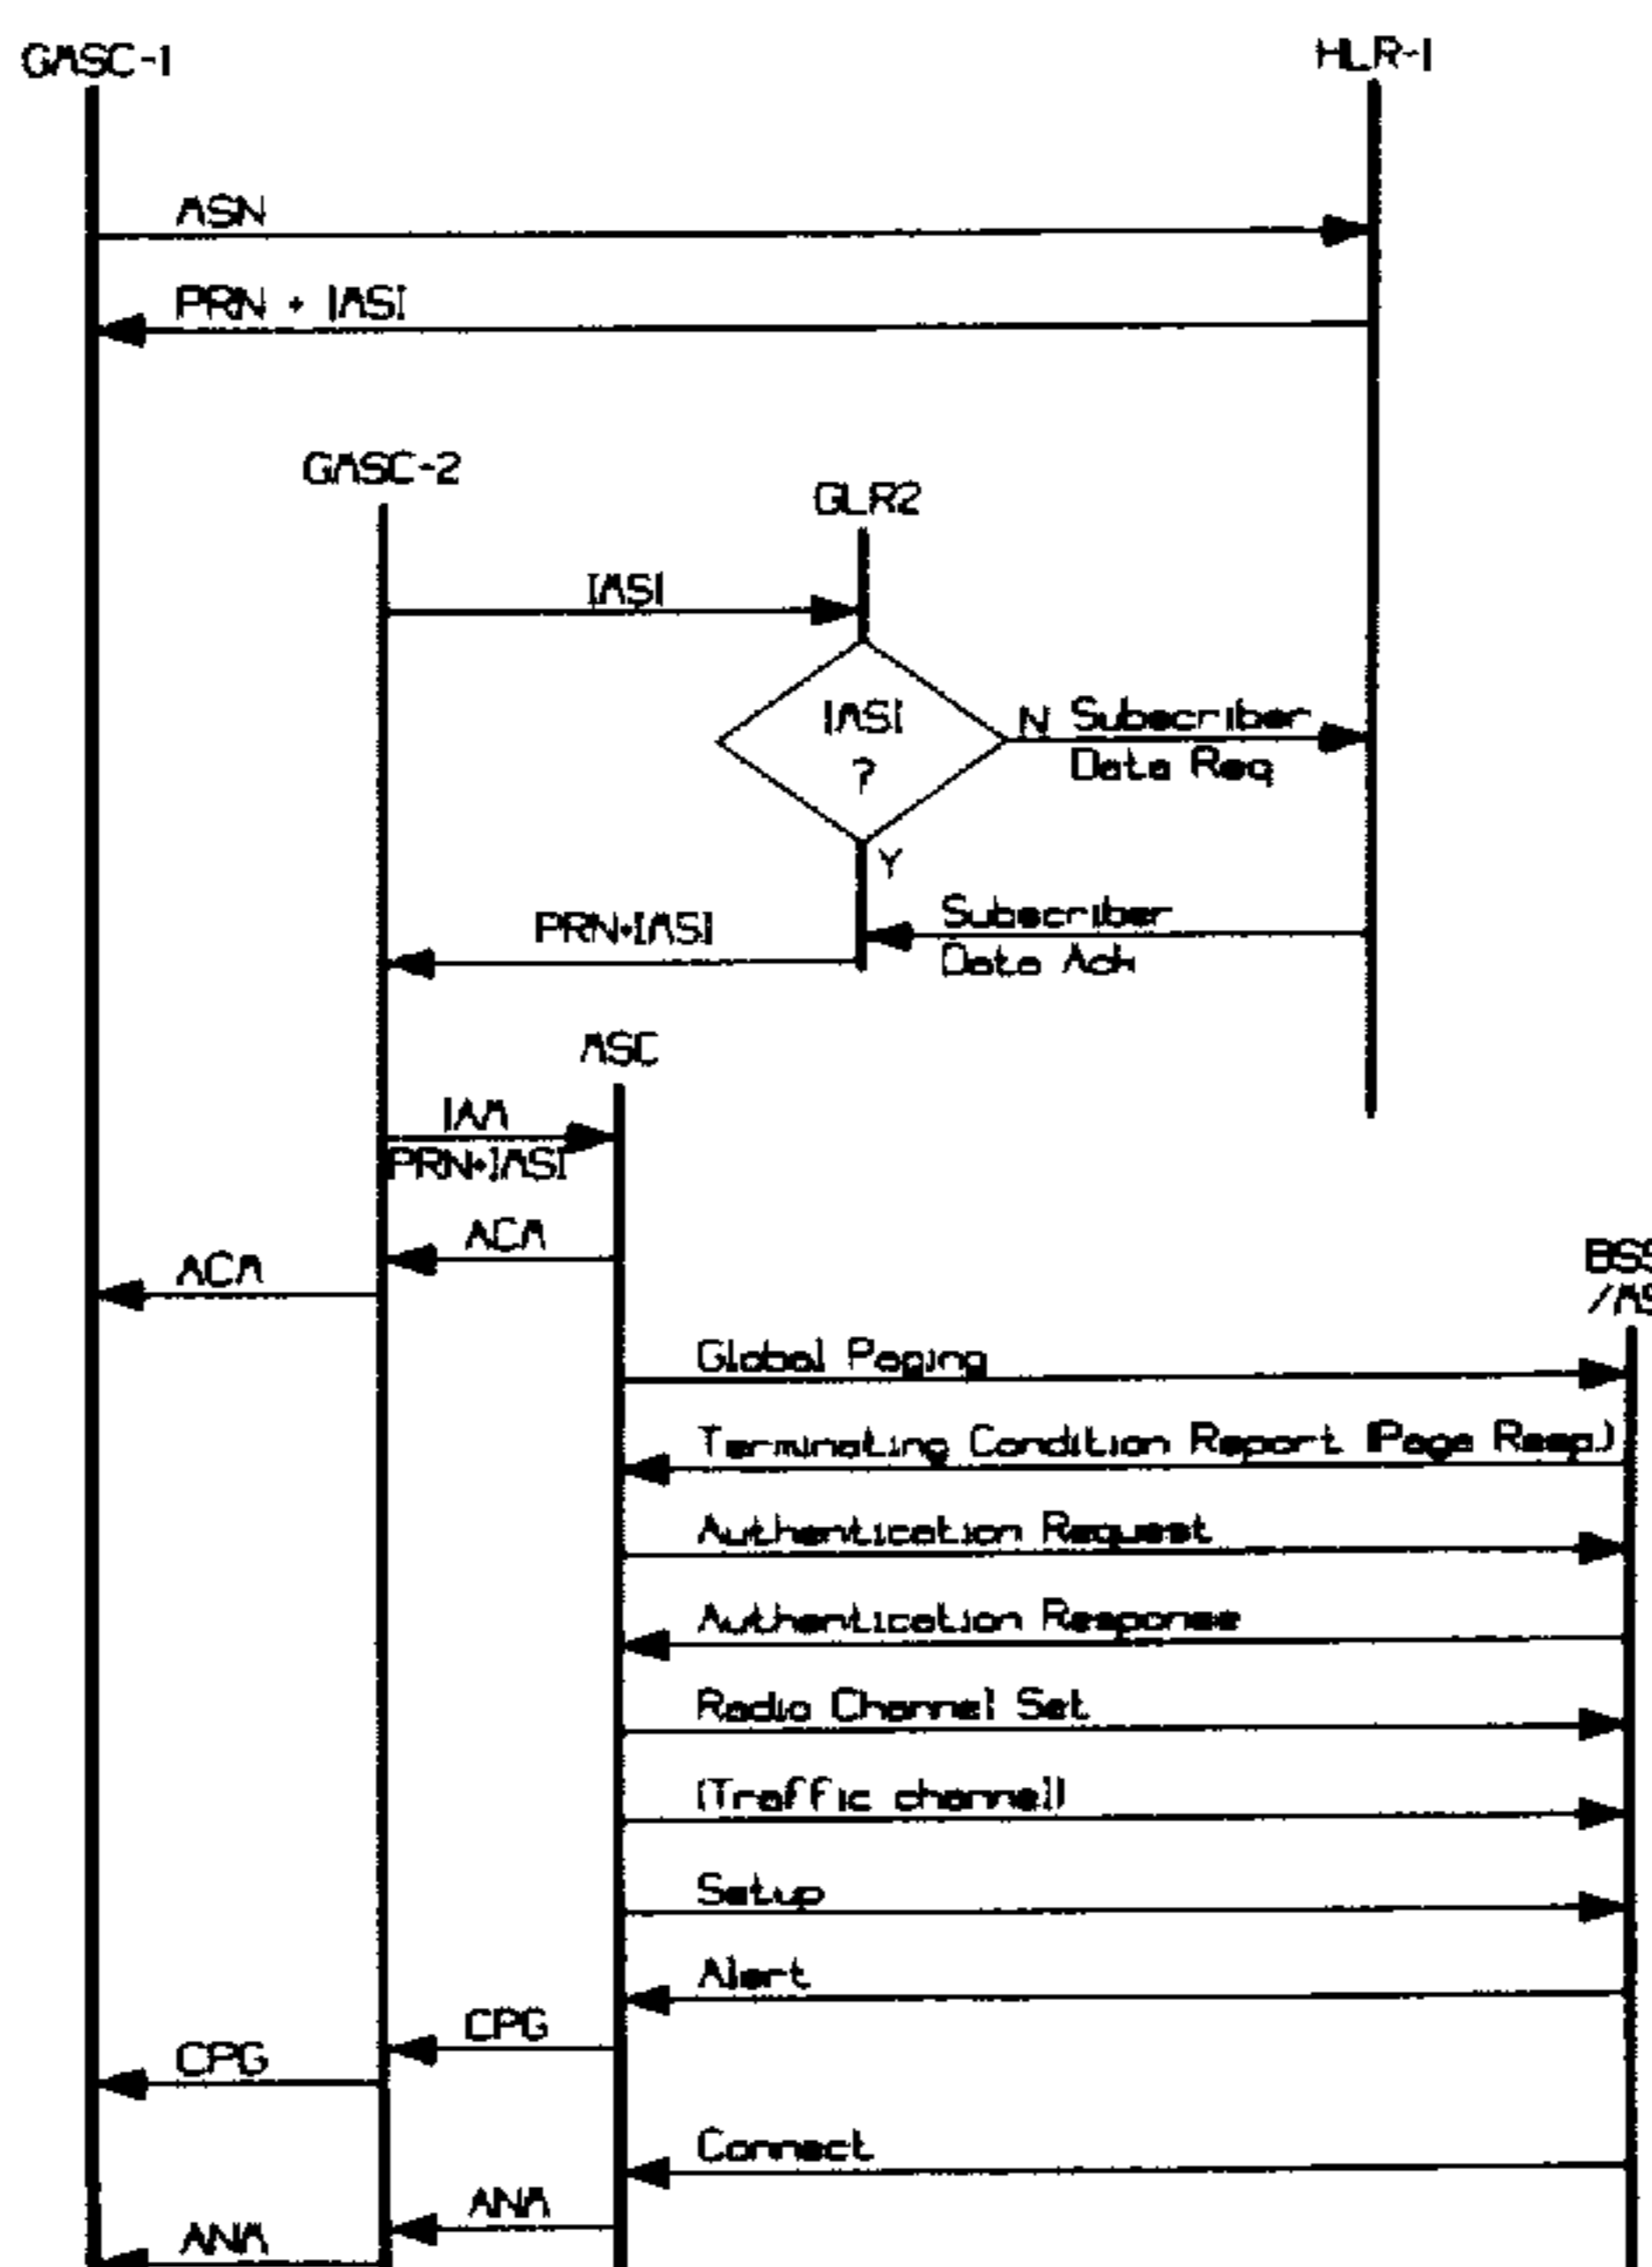 GMSC-1
HLR-1
MSN
PRN + IMSI
GMSC-2
GLR2
IMSI
IMSI
?
N Subscriber
Data Req
Y
Subscriber
Data Ack
PRN+IMSI
MSC
IAM
PRN+IMSI
ACM
ACM
BSS
/MS
Global Paging
Terminating Condition Report (Page Resp.)
Authentication Request
Authentication Response
Radio Channel Set
(Traffic channel)
Setup
Alert
CPG
CPG
Connect
ANM
ANM